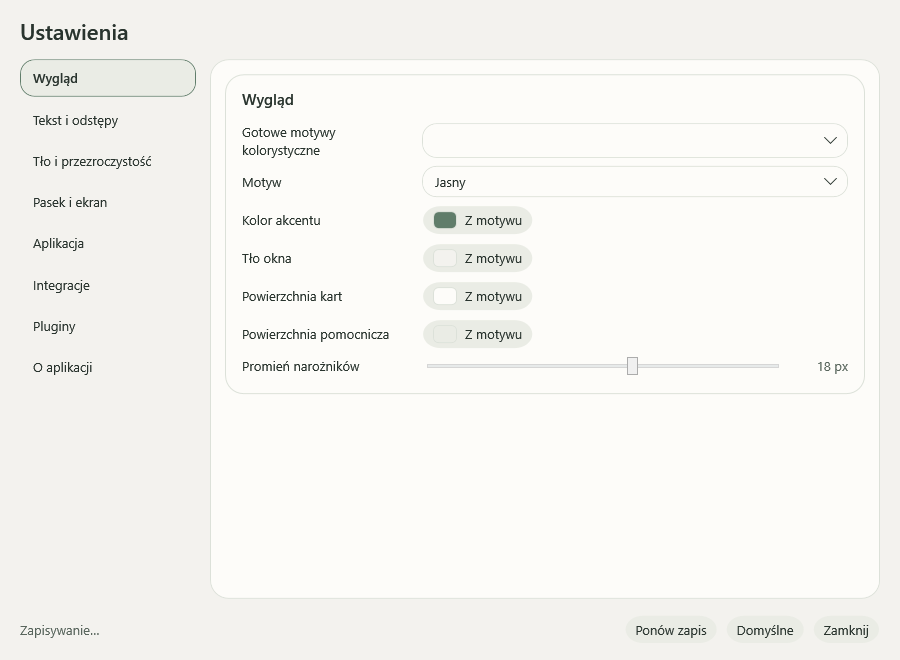 Ustawienia
Wygląd
Tekst i odstępy
Tło i przezroczystość
Pasek i ekran
Aplikacja
Integracje
Pluginy
O aplikacji
Wygląd
Gotowe motywy
kolorystyczne
Motyw
Jasny
Kolor akcentu
Z motywu
Tło okna
Z motywu
Powierzchnia kart
Z motywu
Powierzchnia pomocnicza
Z motywu
Promień narożników
18 px
Zapisywanie...
Ponów zapis
Domyślne
Zamknij